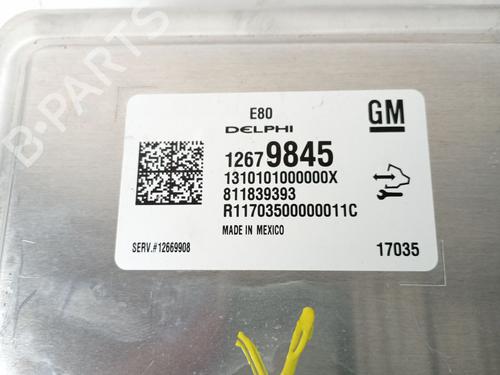 B-PARTS
E80
DELPHI
GM
12679845
1310101000000X
811839393
R11703500000011C
MADE IN MEXICO
SERV.#12669908
17035